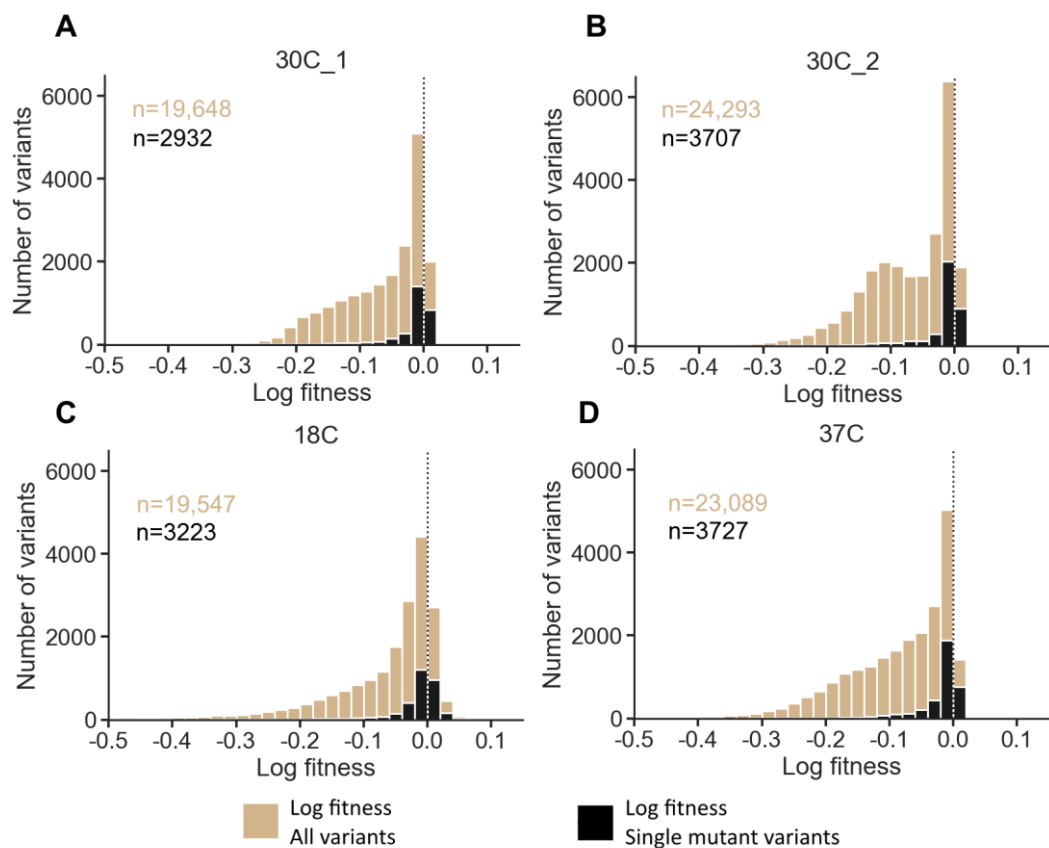 A
30C_1
Number of variants
6000
4000
2000
0
n=19,648
n=2932
-0.5 -0.4 -0.3 -0.2 -0.1 0.0 0.1
Log fitness
B
30C_2
Number of variants
6000
4000
2000
0
n=24,293
n=3707
-0.5 -0.4 -0.3 -0.2 -0.1 0.0 0.1
Log fitness
C
18C
Number of variants
6000
4000
2000
0
n=19,547
n=3223
-0.5 -0.4 -0.3 -0.2 -0.1 0.0 0.1
Log fitness
D
37C
Number of variants
6000
4000
2000
0
n=23,089
n=3727
-0.5 -0.4 -0.3 -0.2 -0.1 0.0 0.1
Log fitness
Log fitness
All variants
Log fitness
Single mutant variants